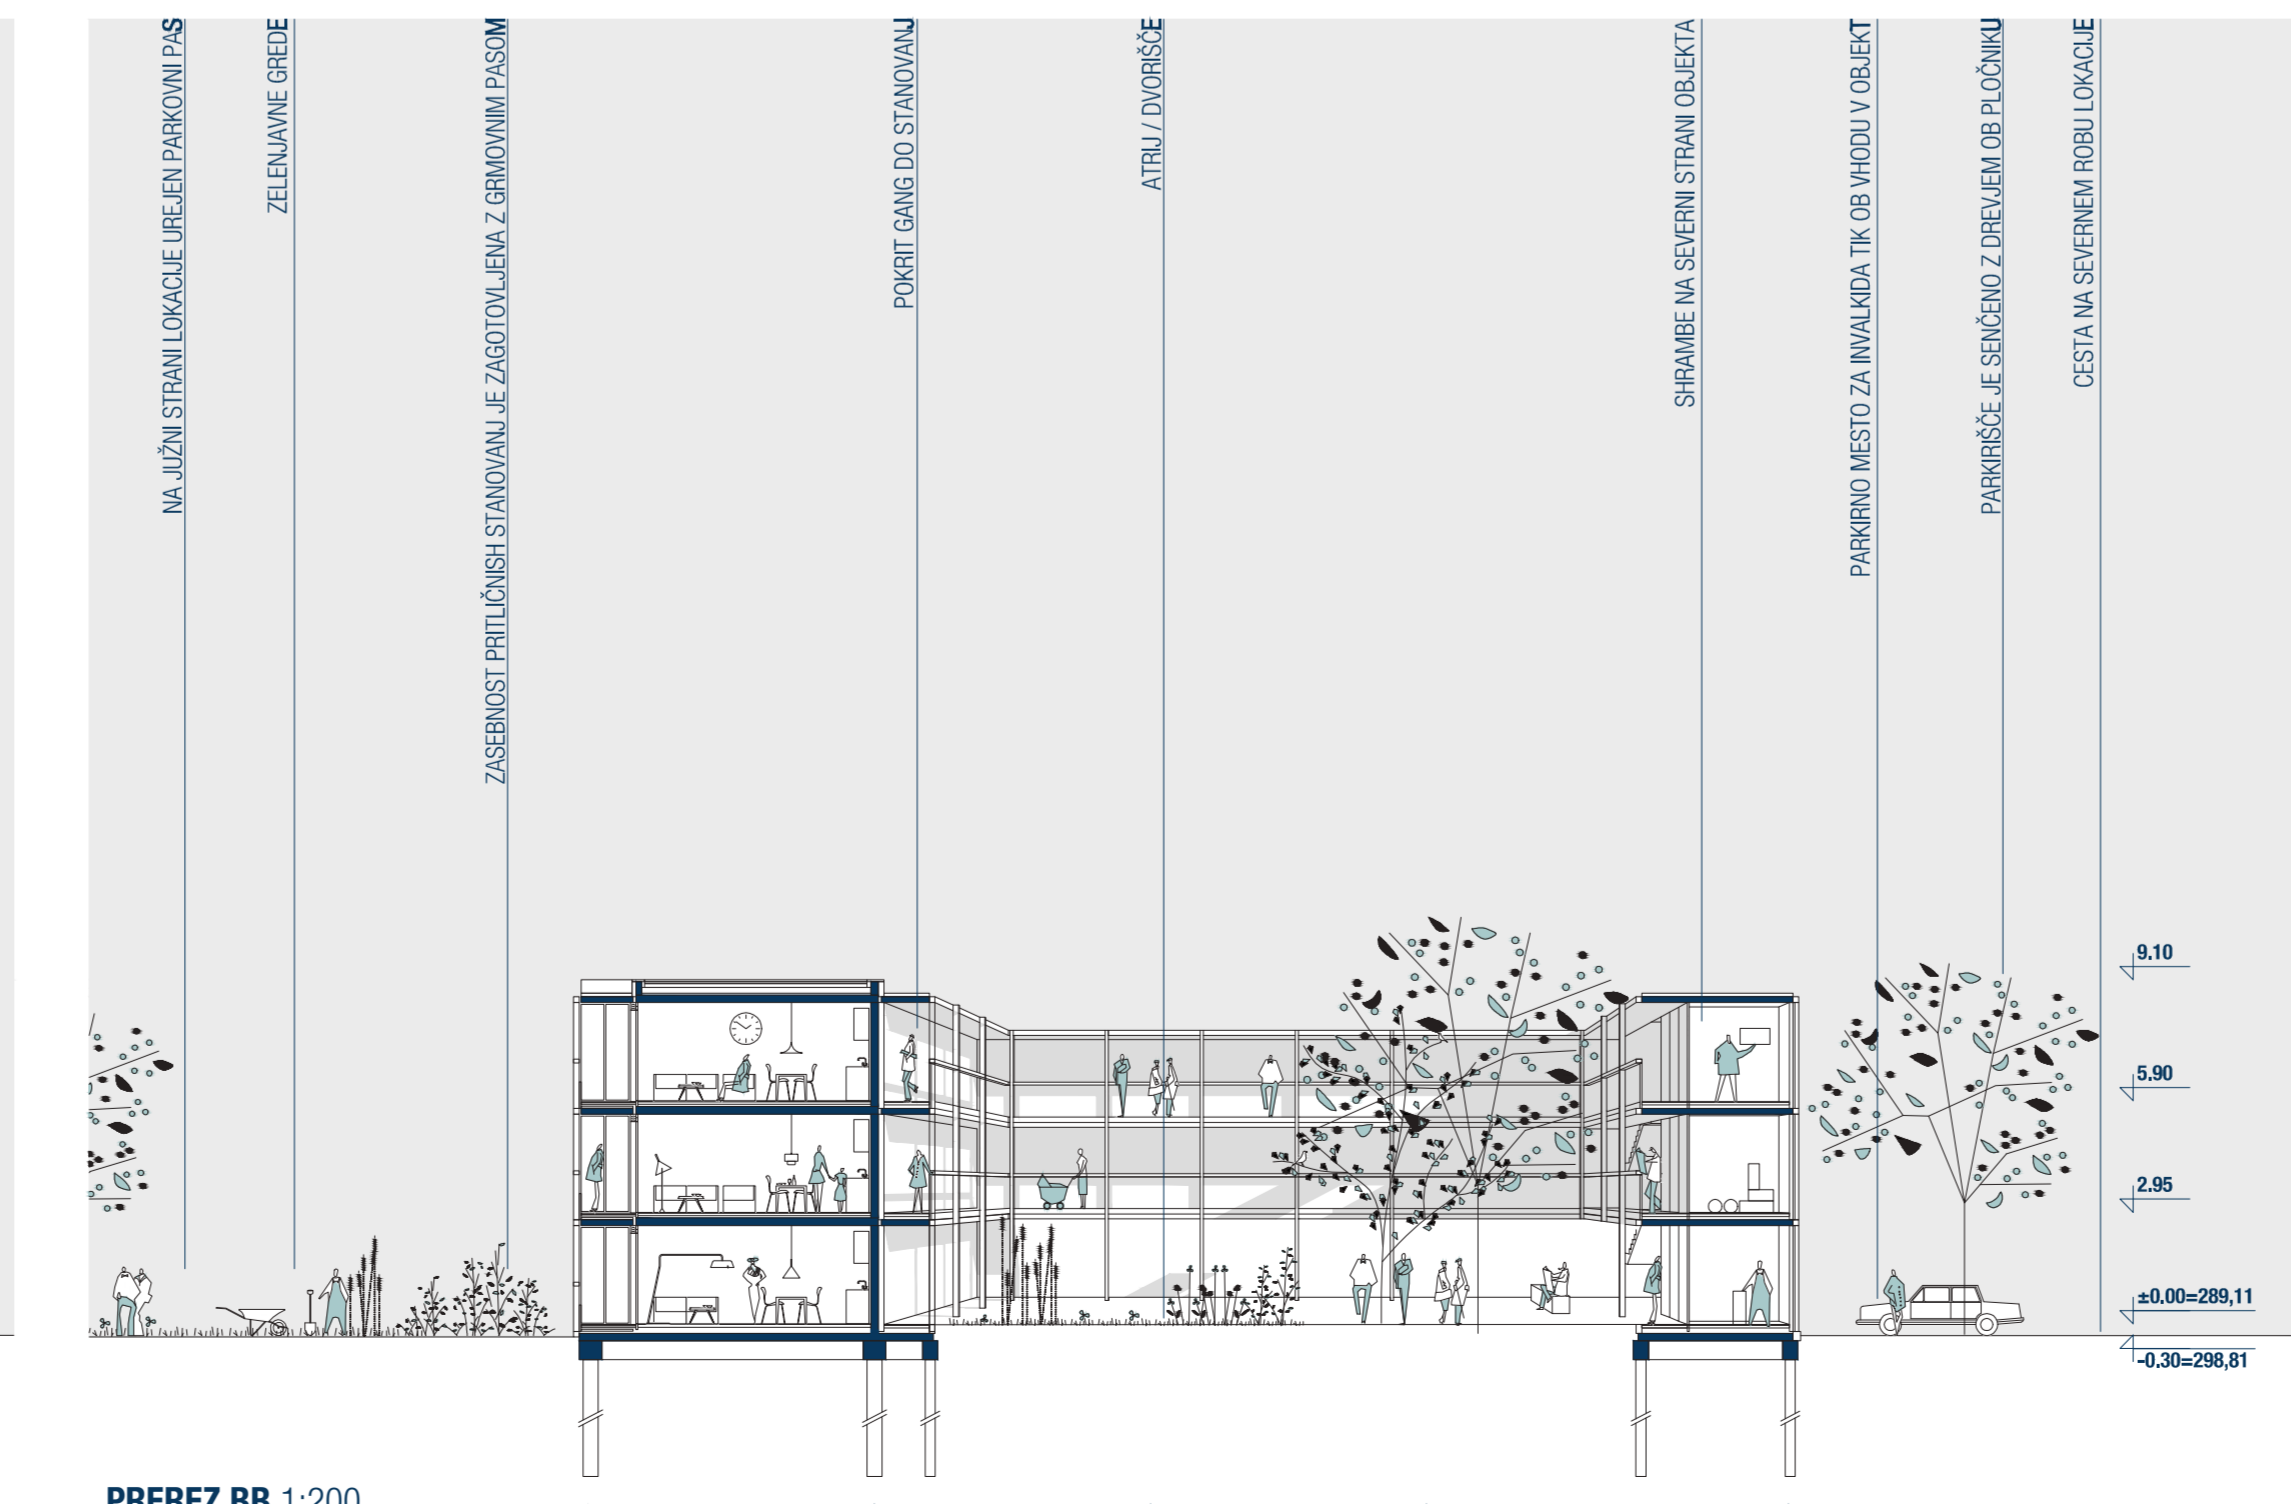 NA JUŽNI STRANI LOKACIJE UREJEN PARKOVNI PAS
ZELENJAVNE GREDE
ZASEBNOST PRITLIČNISH STANOVANJ JE ZAGOTOVLJENA Z GRMOVNIM PASOM
POKRIT GANG DO STANOVANJ
ATRIJ / DVORIŠČE
SHRAMBE NA SEVERNI STRANI OBJEKTA
PARKIRNO MESTO ZA INVALKIDA TIK OB VHODU V OBJEKT
PARKIRIŠČE JE SENČENO Z DREVJEM OB PLOČNIKU
CESTA NA SEVERNEM ROBU LOKACIJE
9.10
5.90
2.95
±0.00=289,11
-0.30=298,81
PREREZ BB 1:200